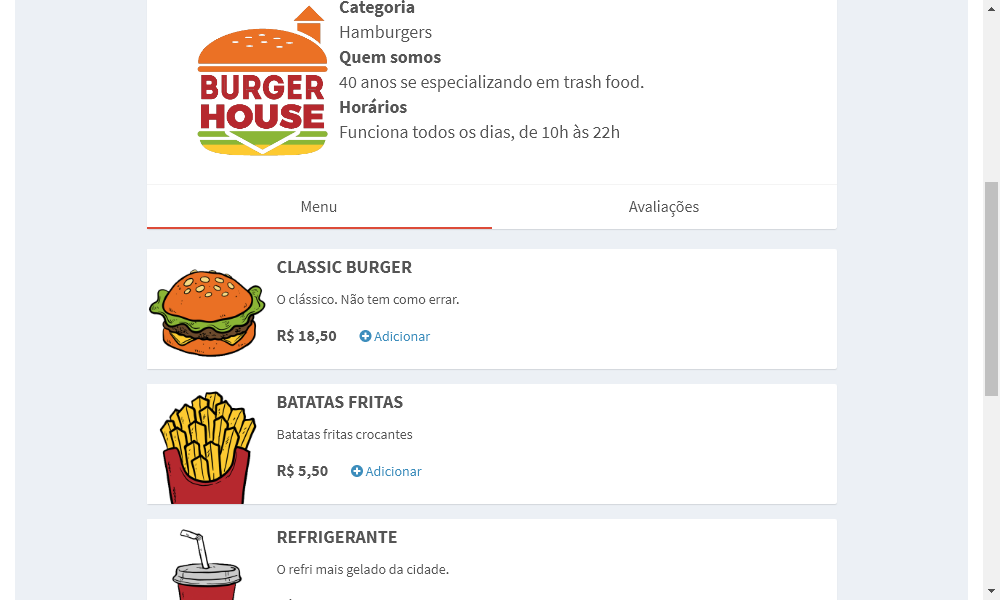 Categoria
BURGER
HOUSE
Hamburgers
Quem somos
40 anos se especializando em trash food.
Horários
Funciona todos os dias, de 10h às 22h
Menu
Avaliações
CLASSIC BURGER
O clássico. Não tem como errar.
R$ 18,50 Adicionar
BATATAS FRITAS
Batatas fritas crocantes
R$ 5,50 Adicionar
REFRIGERANTE
O refri mais gelado da cidade.